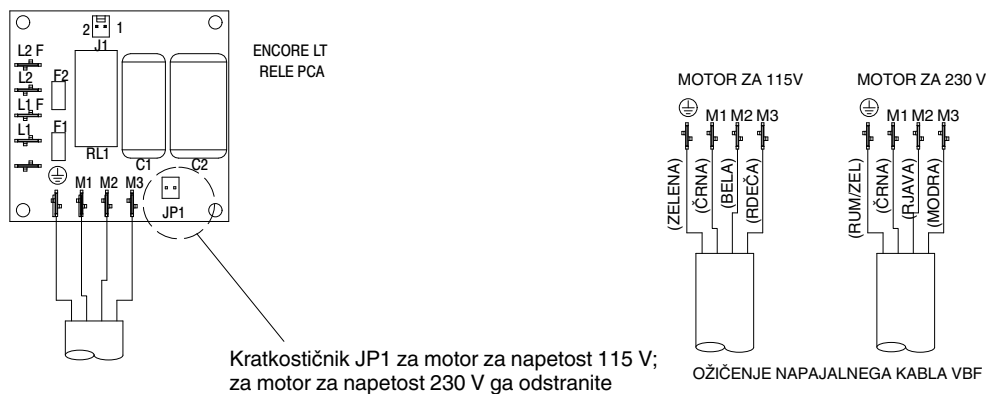 2 1
J1
L2 F
L2
F2
L1 F
L1
F1
RL1
C1
C2
M1 M2 M3
JP1
ENCORE LT
RELE PCA
Kratkostičnik JP1 za motor za napetost 115 V;
za motor za napetost 230 V ga odstranite
MOTOR ZA 115V
M1 M2 M3
(ZELENA)
(ČRNA)
(BELA)
(RDEČA)
MOTOR ZA 230 V
M1 M2 M3
(RUM/ZEL)
(ČRNA)
(RJAVA)
(MODRA)
OŽIČENJE NAPAJALNEGA KABLA VBF